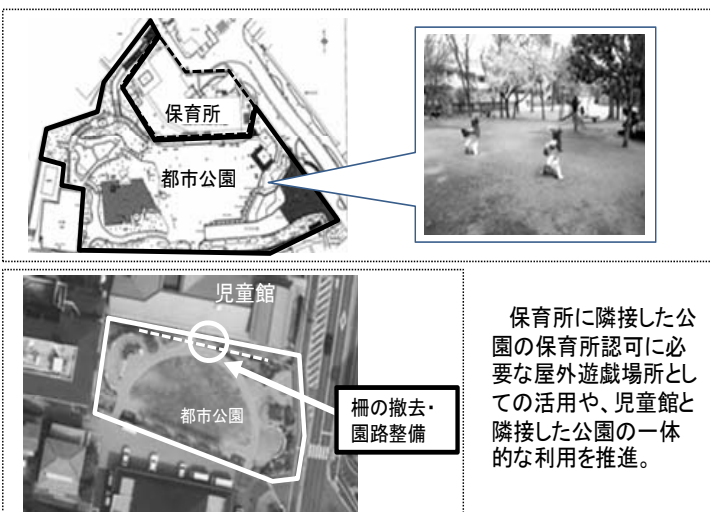 保育所
都市公園
児童館
都市公園
柵の撤去・
園路整備
保育所に隣接した公
園の保育所認可に必
要な屋外遊戯場所とし
ての活用や、児童館と
隣接した公園の一体
的な利用を推進。